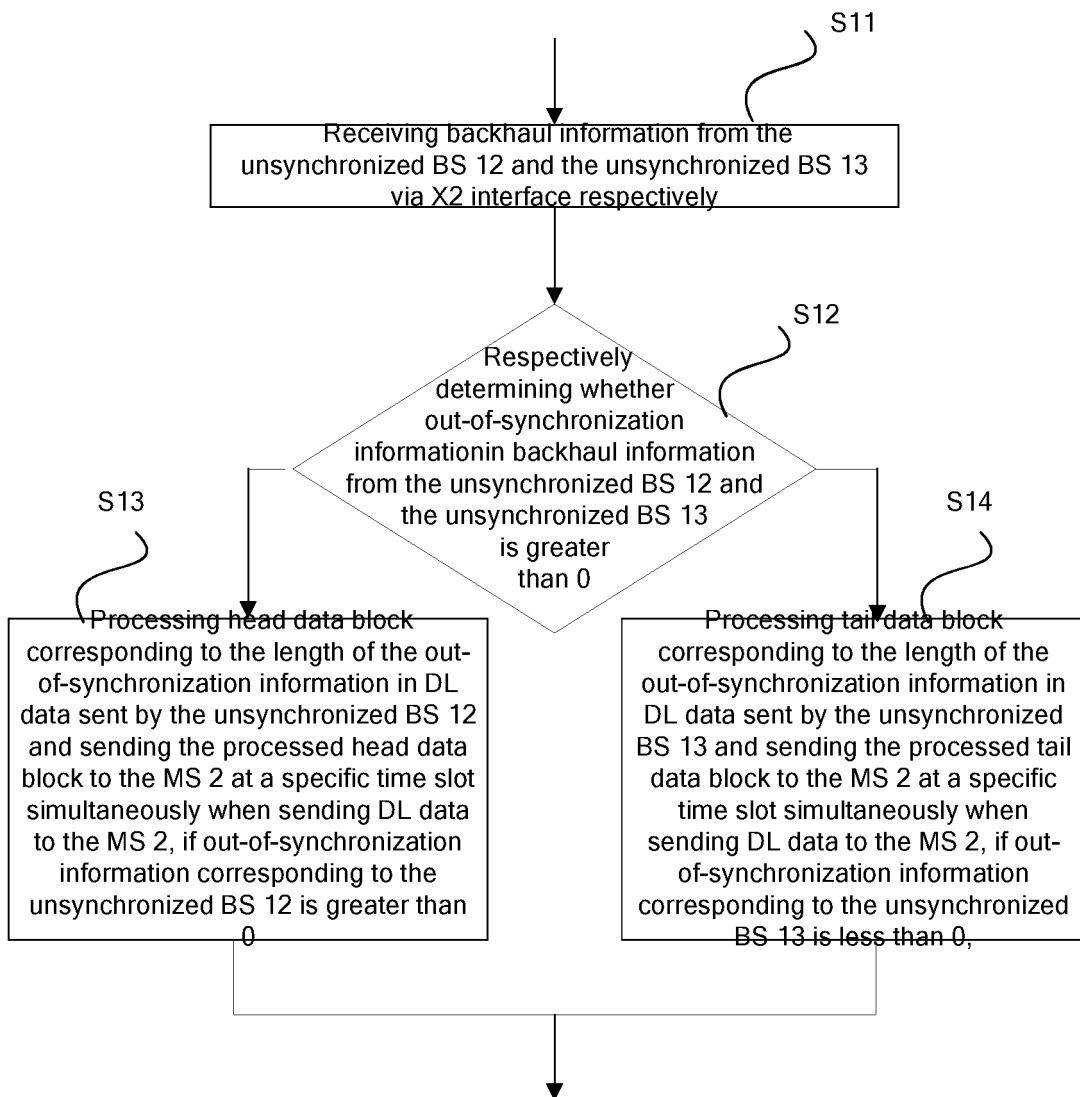 S11
Receiving backhaul information from the
unsynchronized BS 12 and the unsynchronized BS 13
via X2 interface respectively
S12
Respectively
determining whether
out-of-synchronization
informationin backhaul information
from the unsynchronized BS 12 and
the unsynchronized BS 13
is greater
than 0
S13
Processing head data block
corresponding to the length of the out-
of-synchronization information in DL
data sent by the unsynchronized BS 12
and sending the processed head data
block to the MS 2 at a specific time slot
simultaneously when sending DL data
to the MS 2, if out-of-synchronization
information corresponding to the
unsynchronized BS 12 is greater than
0
S14
Processing tail data block
corresponding to the length of the
out-of-synchronization information in
DL data sent by the unsynchronized
BS 13 and sending the processed tail
data block to the MS 2 at a specific
time slot simultaneously when
sending DL data to the MS 2, if out-
of-synchronization information
corresponding to the unsynchronized
BS 13 is less than 0,